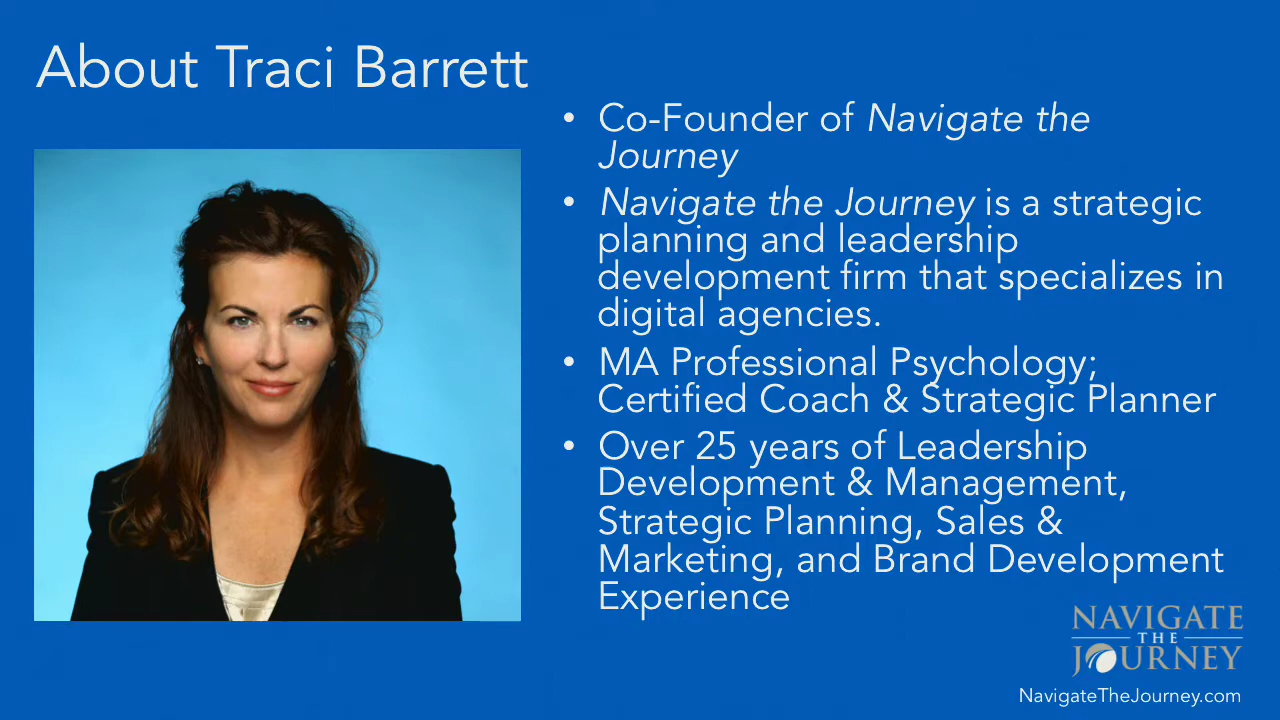 About Traci Barrett
• Co-Founder of Navigate the
Journey
• Navigate the Journey is a strategic
planning and leadership
development firm that specializes in
digital agencies.
• MA Professional Psychology;
Certified Coach & Strategic Planner
• Over 25 years of Leadership
Development & Management,
Strategic Planning, Sales &
Marketing, and Brand Development
Experience
NAVIGATE
THE
JOURNEY
NavigateTheJourney.com